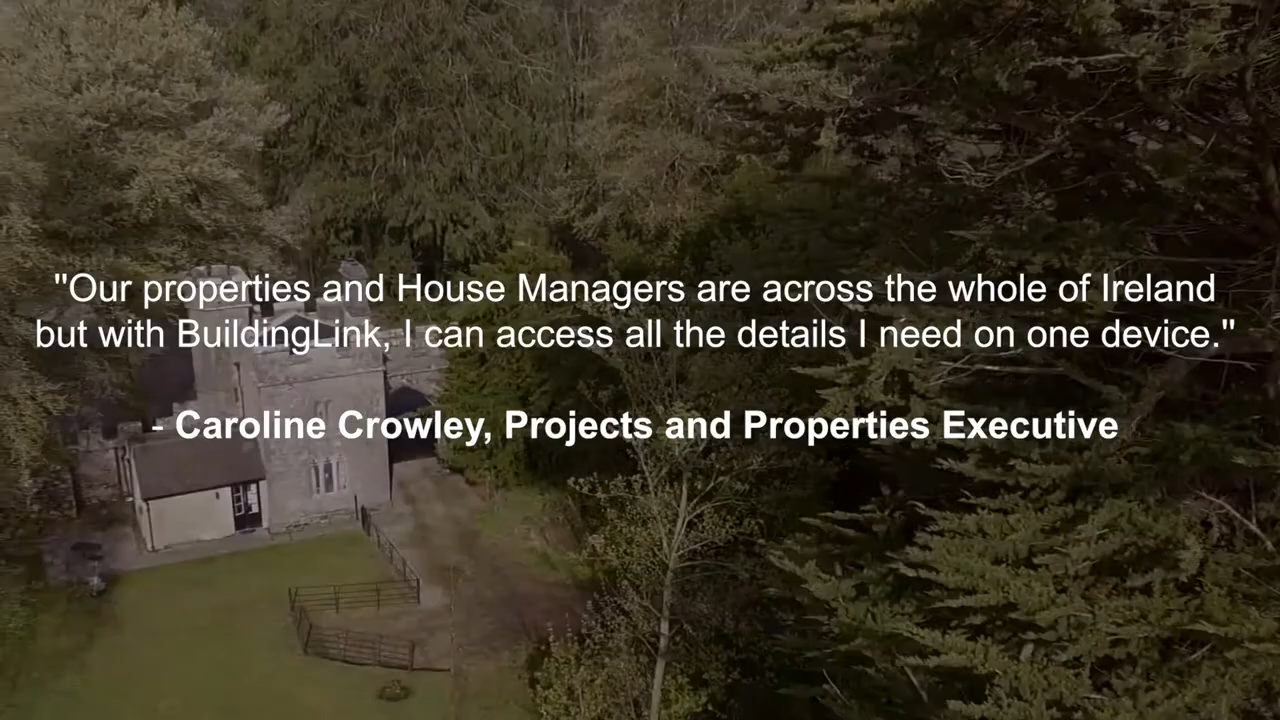 "Our properties and House Managers are across the whole of Ireland
but with BuildingLink, I can access all the details I need on one device."
- Caroline Crowley, Projects and Properties Executive